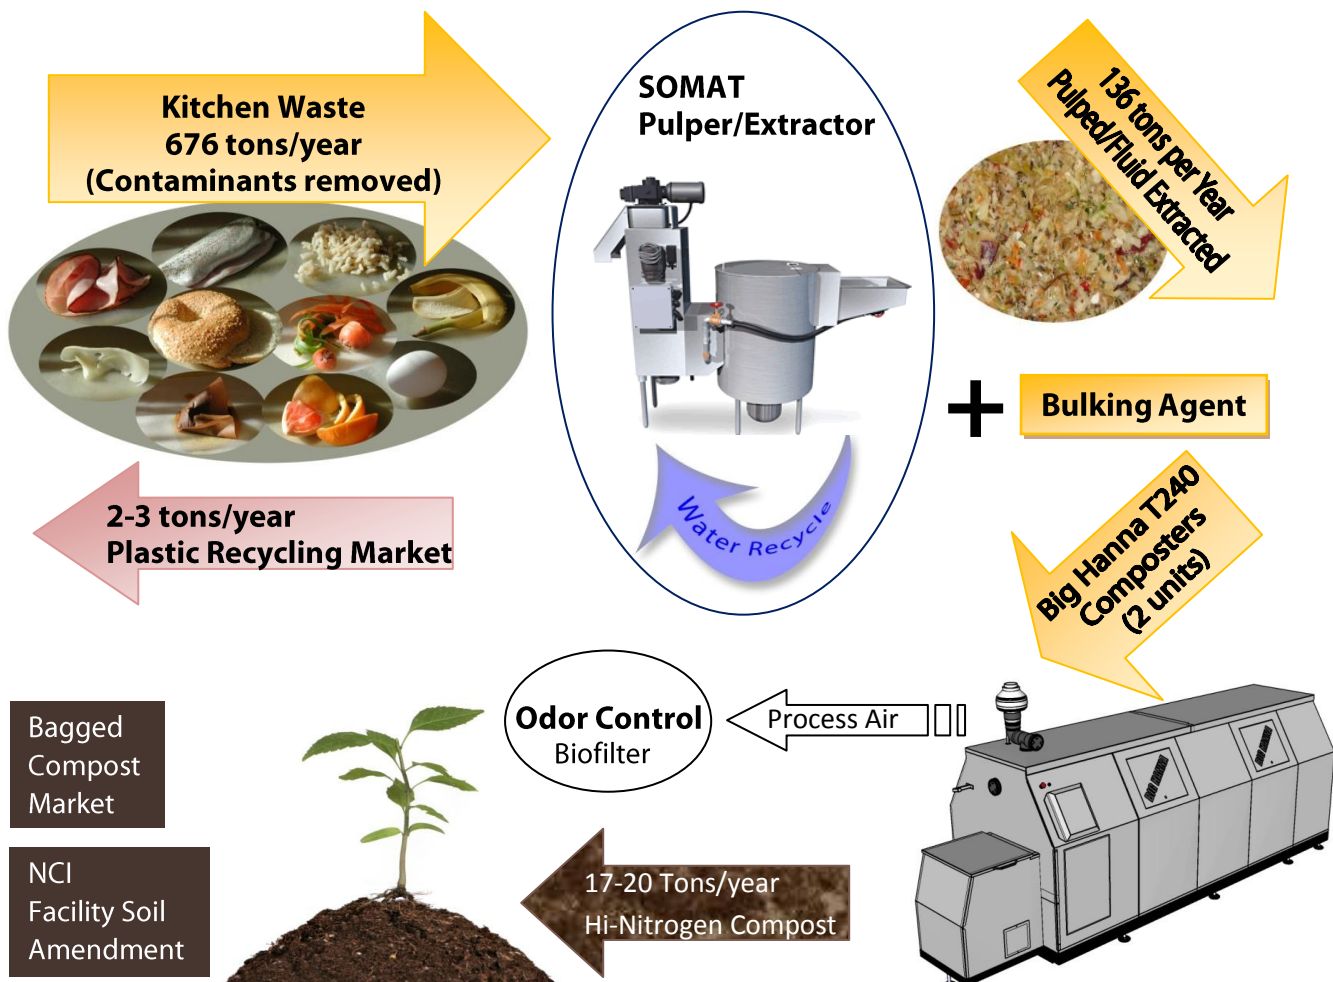 Kitchen Waste
676 tons/year
(Contaminants removed)
SOMAT
Pulper/Extractor
136 tons per Year
Pulped/Fluid Extracted
Bulking Agent
Water Recycle
2-3 tons/year
Plastic Recycling Market
Big Hanna T240
Composters
(2 units)
Odor Control
Biofilter
Process Air
Bagged
Compost
Market
NCI
Facility Soil
Amendment
17-20 Tons/year
Hi-Nitrogen Compost